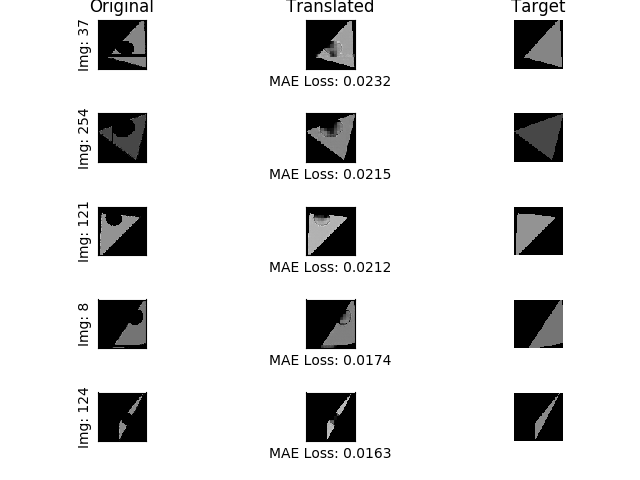 Original Translated Target
Img: 37
MAE Loss: 0.0232
Img: 254
MAE Loss: 0.0215
Img: 121
MAE Loss: 0.0212
Img: 8
MAE Loss: 0.0174
Img: 124
MAE Loss: 0.0163